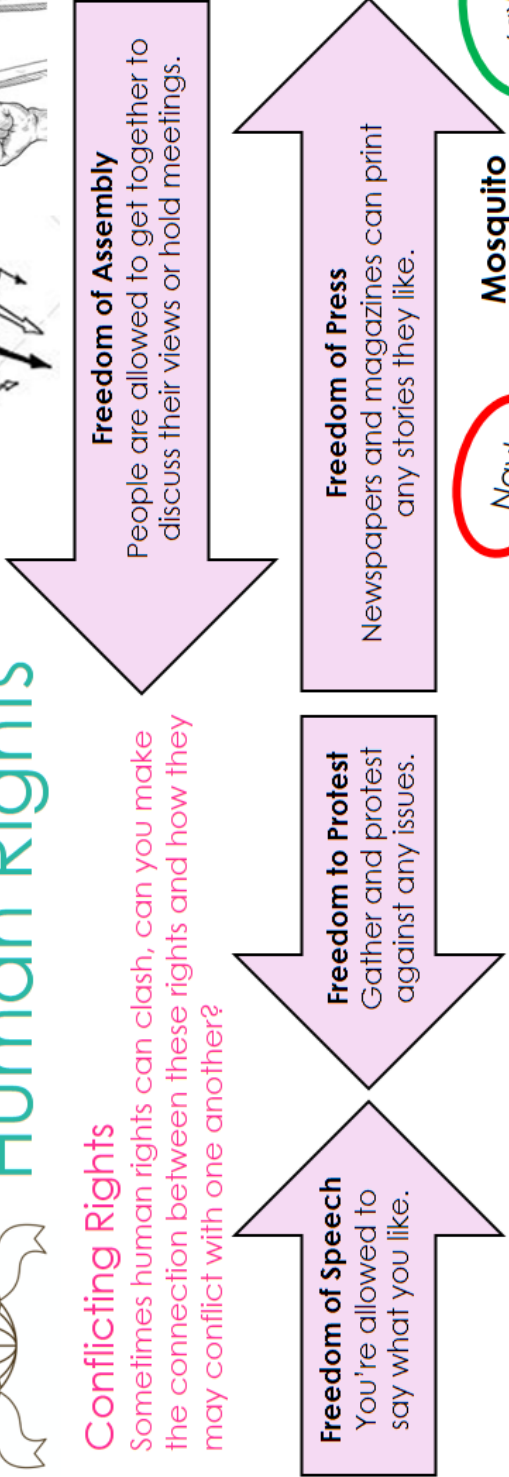 Human Rights
Conflicting Rights
Sometimes human rights can clash, can you make
the connection between these rights and how they
may conflict with one another?
Freedom of Assembly
People are allowed to get together to
discuss their views or hold meetings.
Freedom of Speech
You're allowed to
say what you like.
Freedom to Protest
Gather and protest
against any issues.
Freedom of Press
Newspapers and magazines can print
any stories they like.
Mosquito